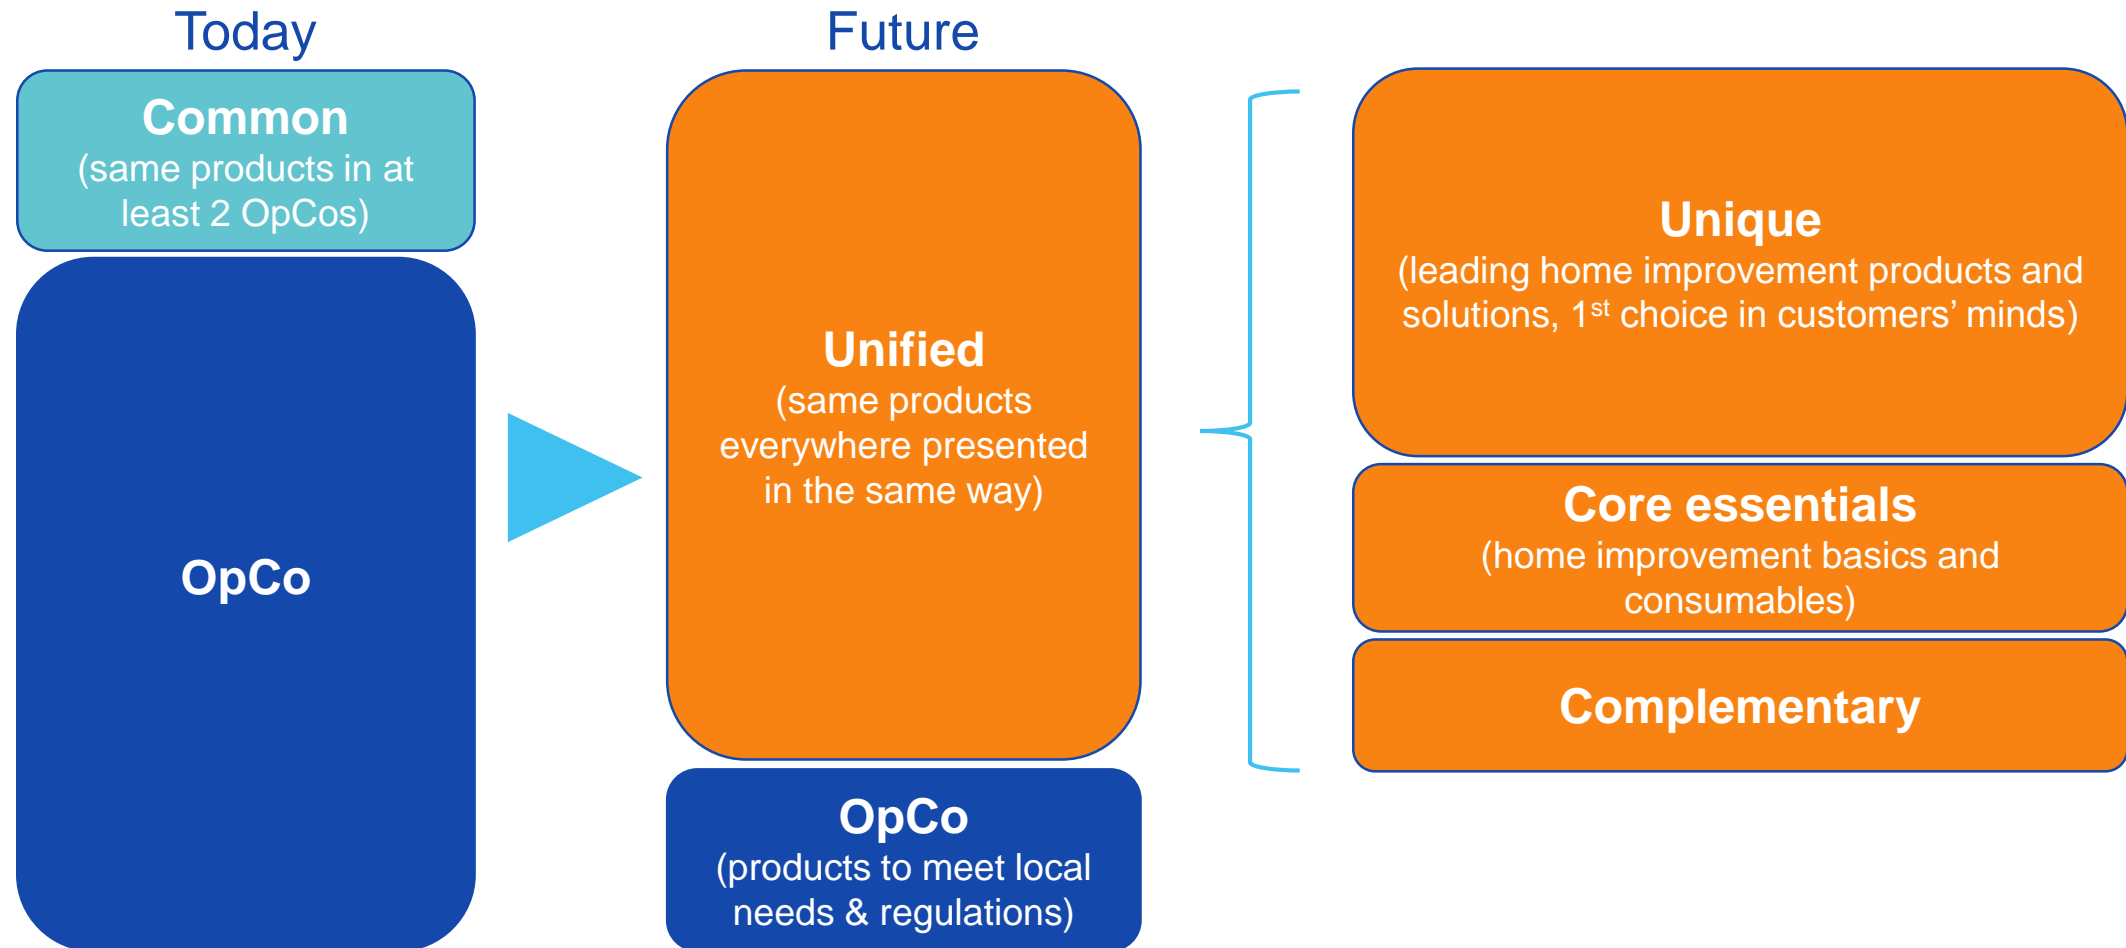 Today
Common
(same products in at
least 2 OpCos)
OpCo
Future
Unified
(same products
everywhere presented
in the same way)
OpCo
(products to meet local
needs & regulations)
Unique
(leading home improvement products and
solutions, 1st choice in customers’ minds)
Core essentials
(home improvement basics and
consumables)
Complementary